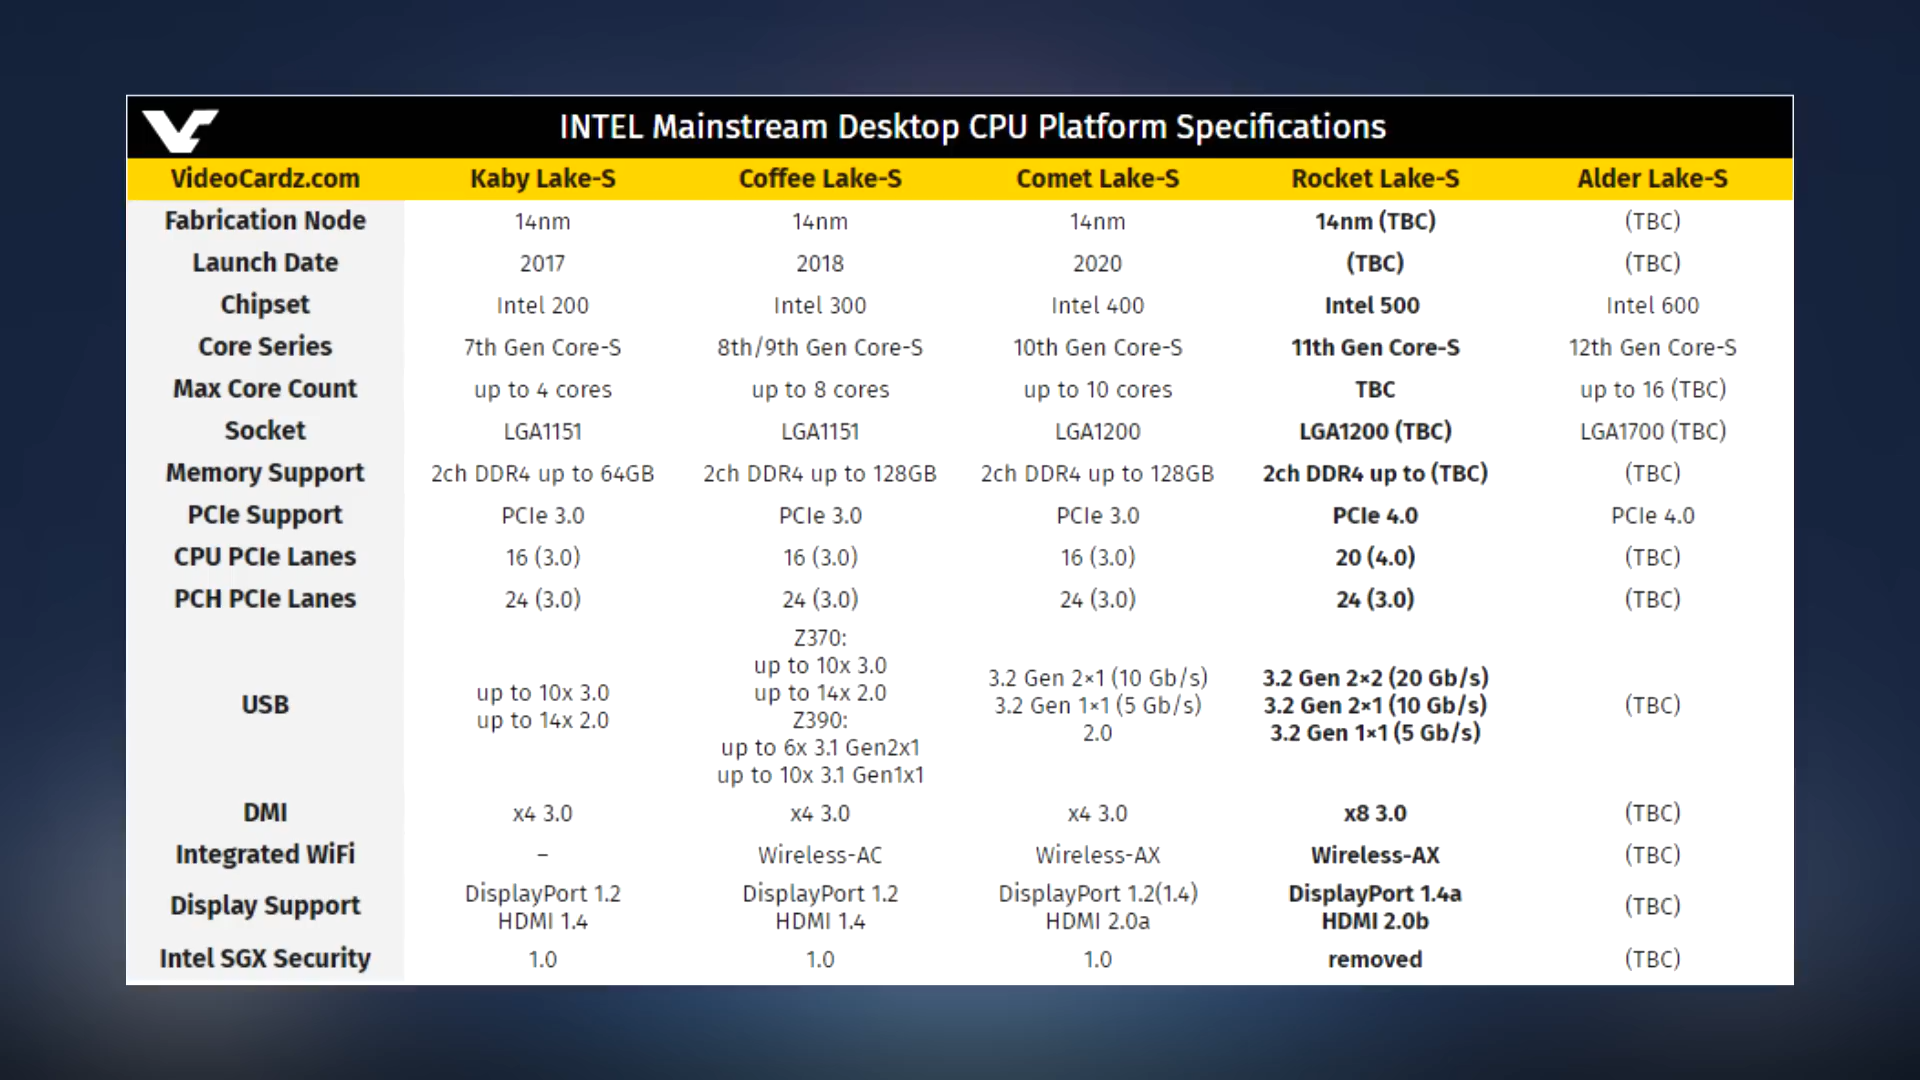 INTEL Mainstream Desktop CPU Platform Specifications
VideoCardz.com Kaby Lake-S Coffee Lake-S Comet Lake-S Rocket Lake-S Alder Lake-S
Fabrication Node 14nm 14nm 14nm 14nm (TBC) (TBC)
Launch Date 2017 2018 2020 (TBC) (TBC)
Chipset Intel 200 Intel 300 Intel 400 Intel 500 Intel 600
Core Series 7th Gen Core-S 8th/9th Gen Core-S 10th Gen Core-S 11th Gen Core-S 12th Gen Core-S
Max Core Count up to 4 cores up to 8 cores up to 10 cores TBC up to 16 (TBC)
Socket LGA1151 LGA1151 LGA1200 LGA1200 (TBC) LGA1700 (TBC)
Memory Support 2ch DDR4 up to 64GB 2ch DDR4 up to 128GB 2ch DDR4 up to 128GB 2ch DDR4 up to (TBC) (TBC)
PCIe Support PCIe 3.0 PCIe 3.0 PCIe 3.0 PCIe 4.0 PCIe 4.0
CPU PCIe Lanes 16 (3.0) 16 (3.0) 16 (3.0) 20 (4.0) (TBC)
PCH PCIe Lanes 24 (3.0) 24 (3.0) 24 (3.0) 24 (3.0) (TBC)
USB
up to 10x 3.0
up to 14x 2.0
Z370:
up to 10x 3.0
up to 14x 2.0
Z390:
up to 6x 3.1 Gen2x1
up to 10x 3.1 Gen1x1
3.2 Gen 2×1 (10 Gb/s)
3.2 Gen 1×1 (5 Gb/s)
2.0
3.2 Gen 2×2 (20 Gb/s)
3.2 Gen 2×1 (10 Gb/s)
3.2 Gen 1×1 (5 Gb/s)
(TBC)
DMI x4 3.0 x4 3.0 x4 3.0 x8 3.0 (TBC)
Integrated WiFi – Wireless-AC Wireless-AX Wireless-AX (TBC)
Display Support
DisplayPort 1.2
HDMI 1.4
DisplayPort 1.2
HDMI 1.4
DisplayPort 1.2(1.4)
HDMI 2.0a
DisplayPort 1.4a
HDMI 2.0b
(TBC)
Intel SGX Security 1.0 1.0 1.0 removed (TBC)